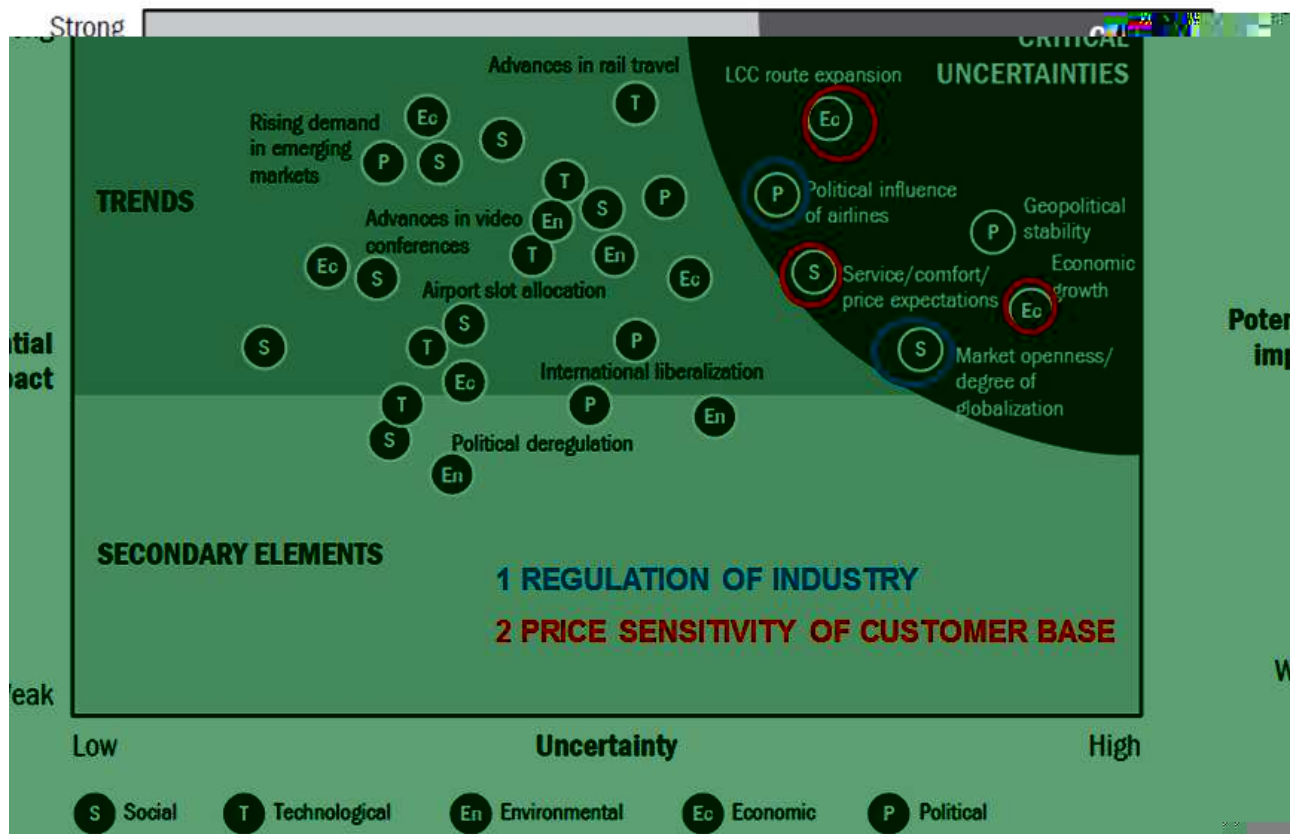 Strong
CRITICAL
UNCERTAINTIES
Advances in rail travel
LCC route expansion
T
Ec
Ec
Rising demand
in emerging
markets
S
P
S
TRENDS
T
P
Political influence
of airlines
En
S
P
Geopolitical
stability
P
Advances in video
conferences
T
En
Ec
S
Ec
S
Service/comfort/
price expectations
Economic
growth
Ec
Airport slot allocation
S
S
T
P
S
Market openness/
degree of
globalization
International liberalization
Ec
T
P
En
S
Political deregulation
En
SECONDARY ELEMENTS
1 REGULATION OF INDUSTRY
2 PRICE SENSITIVITY OF CUSTOMER BASE
Low
Uncertainty
High
S Social
T Technological
En Environmental
Ec Economic
P Political